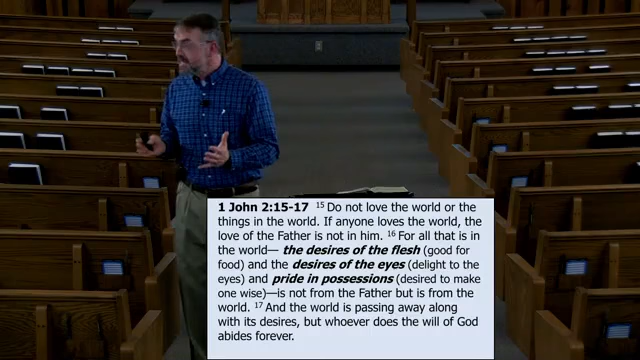 1 John 2:15-17 15 Do not love the world or the
things in the world. If anyone loves the world, the
love of the Father is not in him. 16 For all that is in
the world— the desires of the flesh (good for
food) and the desires of the eyes (delight to the
eyes) and pride in possessions (desired to make
one wise)—is not from the Father but is from the
world. 17 And the world is passing away along
with its desires, but whoever does the will of God
abides forever.